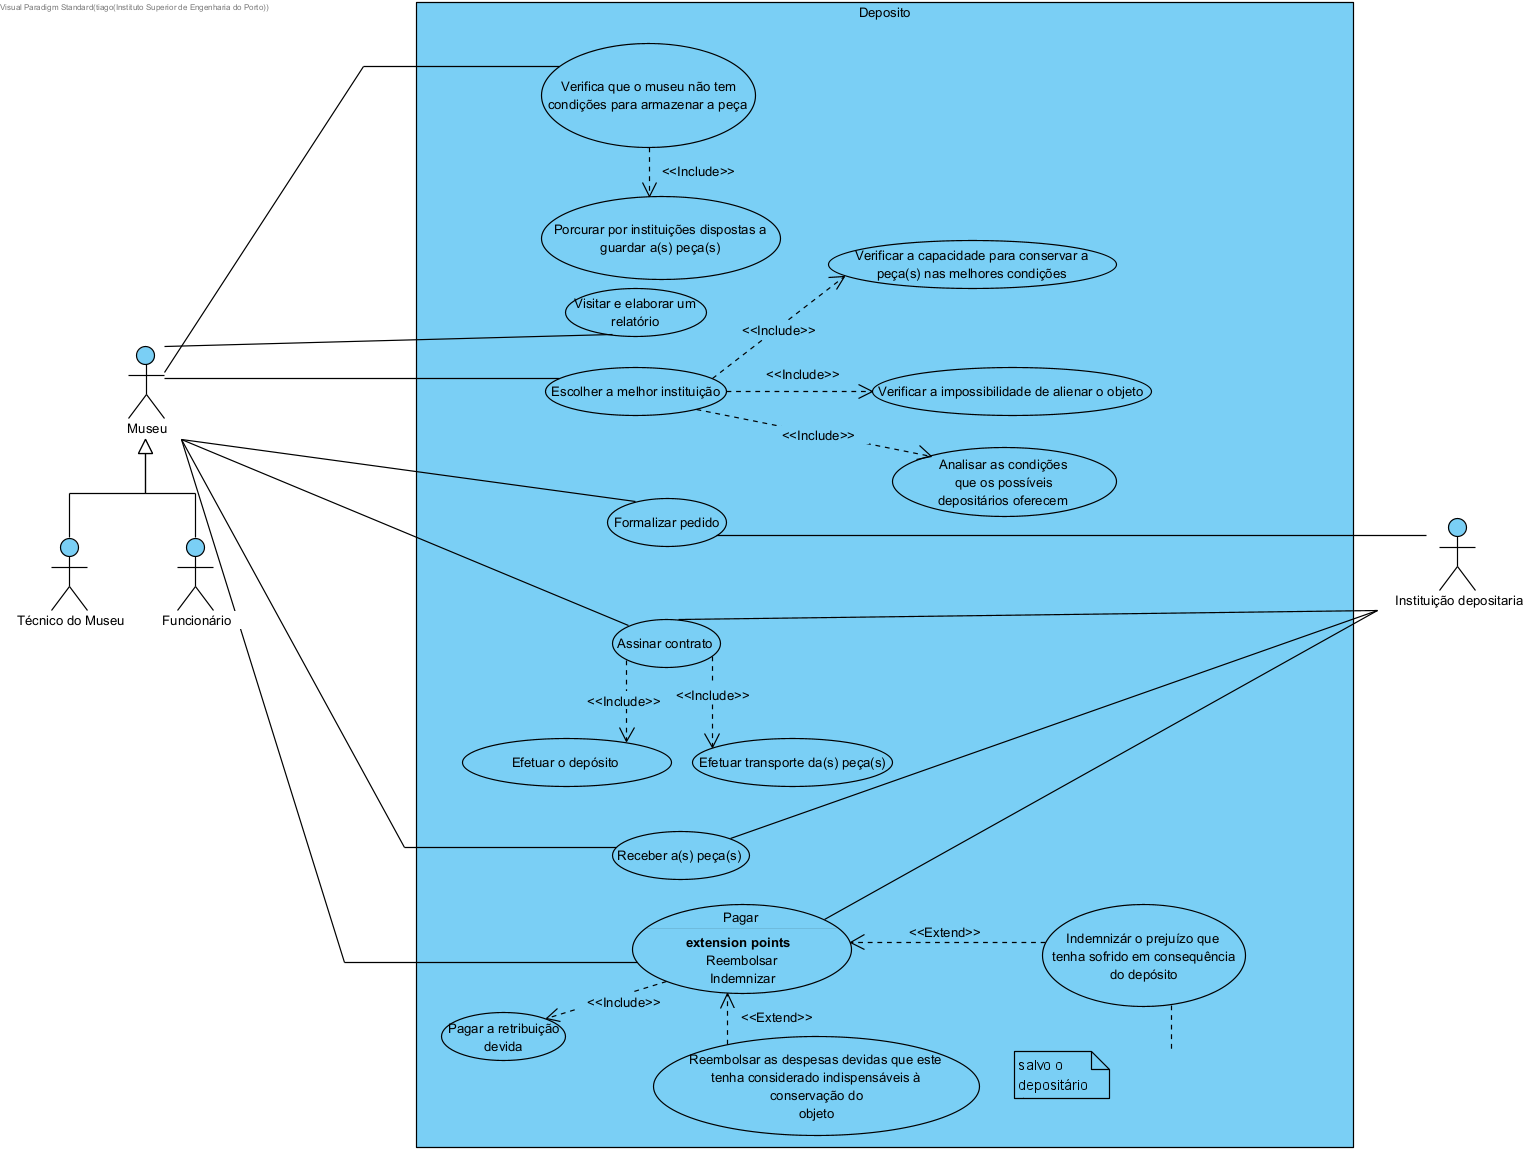 Visual Paradigm Standard(tiago(Instituto Superior de Engenharia do Porto))
Deposito
Verifica que o museu não tem
condições para armazenar a peça
<<Include>>
Porcurar por instituições dispostas a
guardar a(s) peça(s)
Verificar a capacidade para conservar a
peça(s) nas melhores condições
Visitar e elaborar um
relatório
<<Include>>
<<Include>>
Escolher a melhor instituição
Verificar a impossibilidade de alienar o objeto
<<Include>>
Museu
Analisar as condições
que os possíveis
depositários oferecem
Formalizar pedido
Instituição depositaria
Técnico do Museu
Funcionário
Assinar contrato
<<Include>>
<<Include>>
Efetuar o depósito
Efetuar transporte da(s) peça(s)
Receber a(s) peça(s)
Pagar
extension points
Reembolsar
Indemnizar
<<Extend>>
Indemnizár o prejuízo que
tenha sofrido em consequência
do depósito
<<Include>>
<<Extend>>
Pagar a retribuição
devida
Reembolsar as despesas devidas que este
tenha considerado indispensáveis à
conservação do
objeto
salvo o
depositário